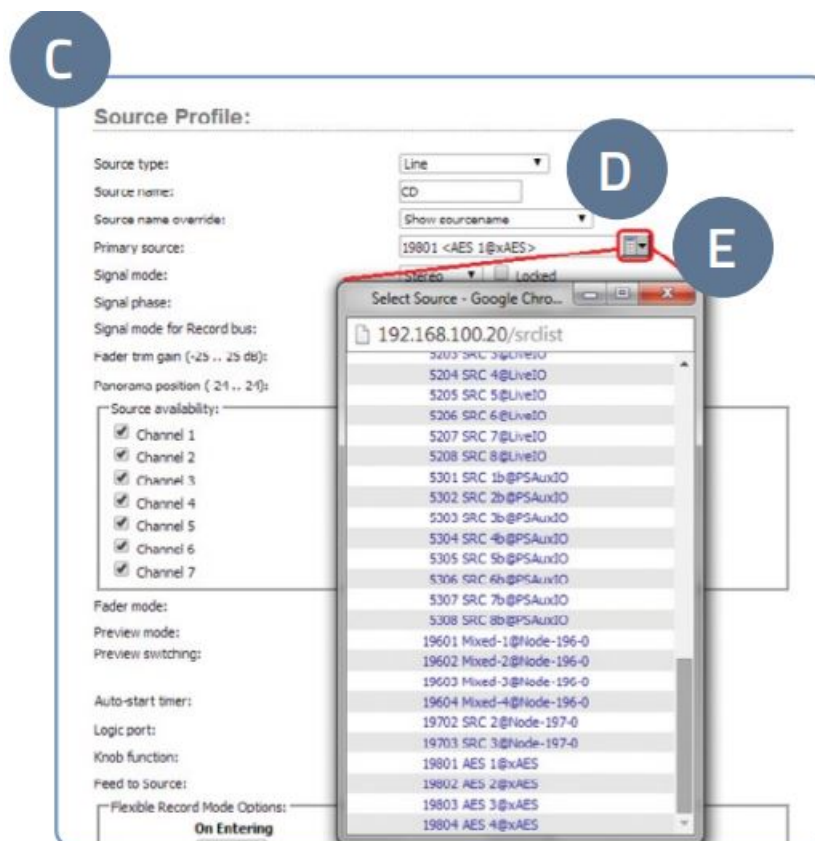 C
Source Profile:
D
Source type:
Line
Source name:
CD
Source name override:
Show sourcename
E
Primary source:
19801 <AES 1@xAES>
Signal mode:
Stereo
Locked
Signal phase:
Signal mode for Record bus:
Fader trim gain (-25 .. 25 dB):
Panorama position (-24 .. 24):
Source availability:
Channel 1
Channel 2
Channel 3
Channel 4
Channel 5
Channel 6
Channel 7
Fader mode:
Preview mode:
Preview switching:
Auto-start timer:
Logic port:
Knob function:
Feed to Source:
Flexible Record Mode Options:
On Entering
Select Source - Google Chro...
192.168.100.20/srclist
5203 SRC 3@LiveIO
5204 SRC 4@LiveIO
5205 SRC 5@LiveIO
5206 SRC 6@LiveIO
5207 SRC 7@LiveIO
5208 SRC 8@LiveIO
5301 SRC 1b@PSAuxIO
5302 SRC 2b@PSAuxIO
5303 SRC 3b@PSAuxIO
5304 SRC 4b@PSAuxIO
5305 SRC 5b@PSAuxIO
5306 SRC 6b@PSAuxIO
5307 SRC 7b@PSAuxIO
5308 SRC 8b@PSAuxIO
19601 Mixed-1@Node-196-0
19602 Mixed-2@Node-196-0
19603 Mixed-3@Node-196-0
19604 Mixed-4@Node-196-0
19702 SRC 2@Node-197-0
19703 SRC 3@Node-197-0
19801 AES 1@xAES
19802 AES 2@xAES
19803 AES 3@xAES
19804 AES 4@xAES